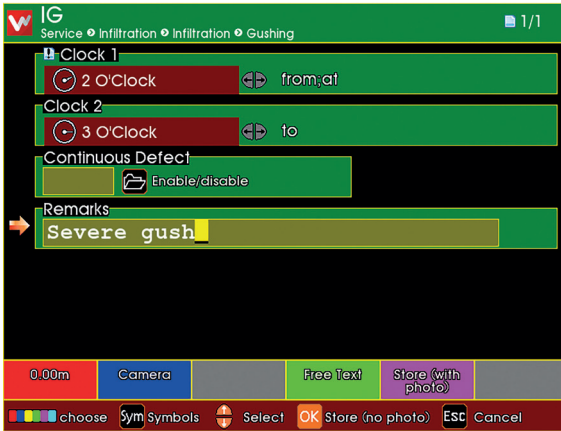 IG
1/1
Service > Infiltration > Infiltration > Gushing
Clock 1
2 O'Clock
from;at
Clock 2
3 O'Clock
to
Continuous Defect
Enable/disable
Remarks
Severe gush
0.00m
Camera
Free Text
Store (with
photo)
choose Sym Symbols Select OK Store (no photo) Esc Cancel